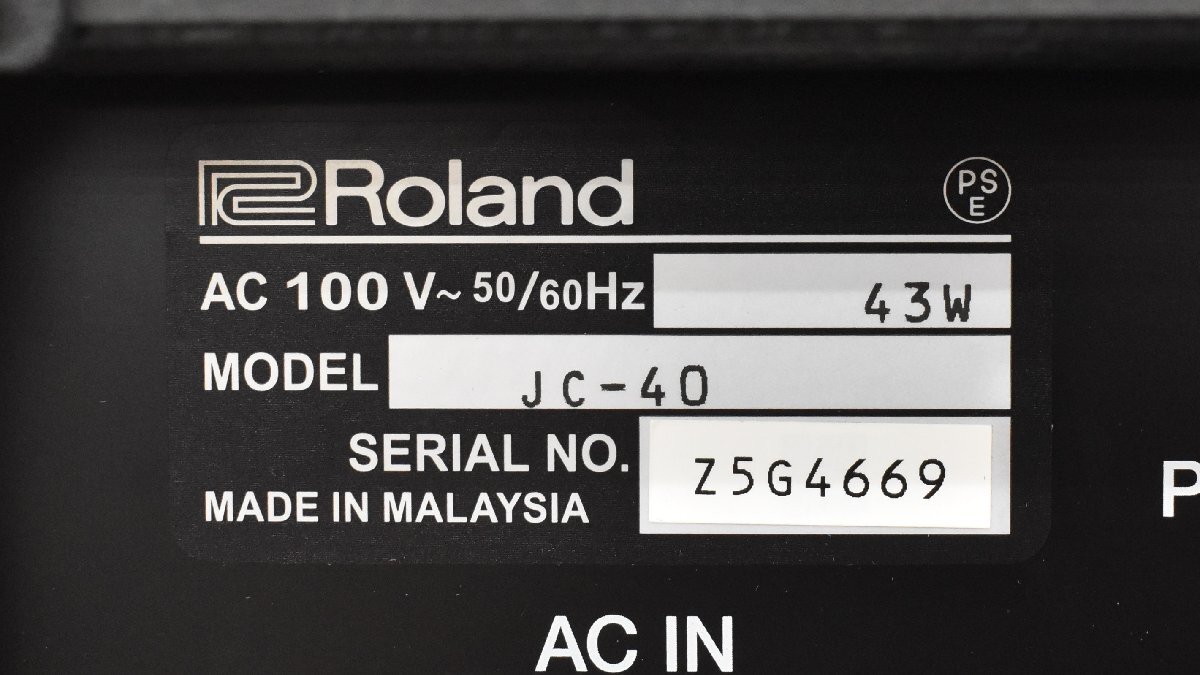 Roland
PS
E
AC 100 V~ 50/60Hz 43W
MODEL JC-40
SERIAL NO. Z5G4669
MADE IN MALAYSIA
P
AC IN